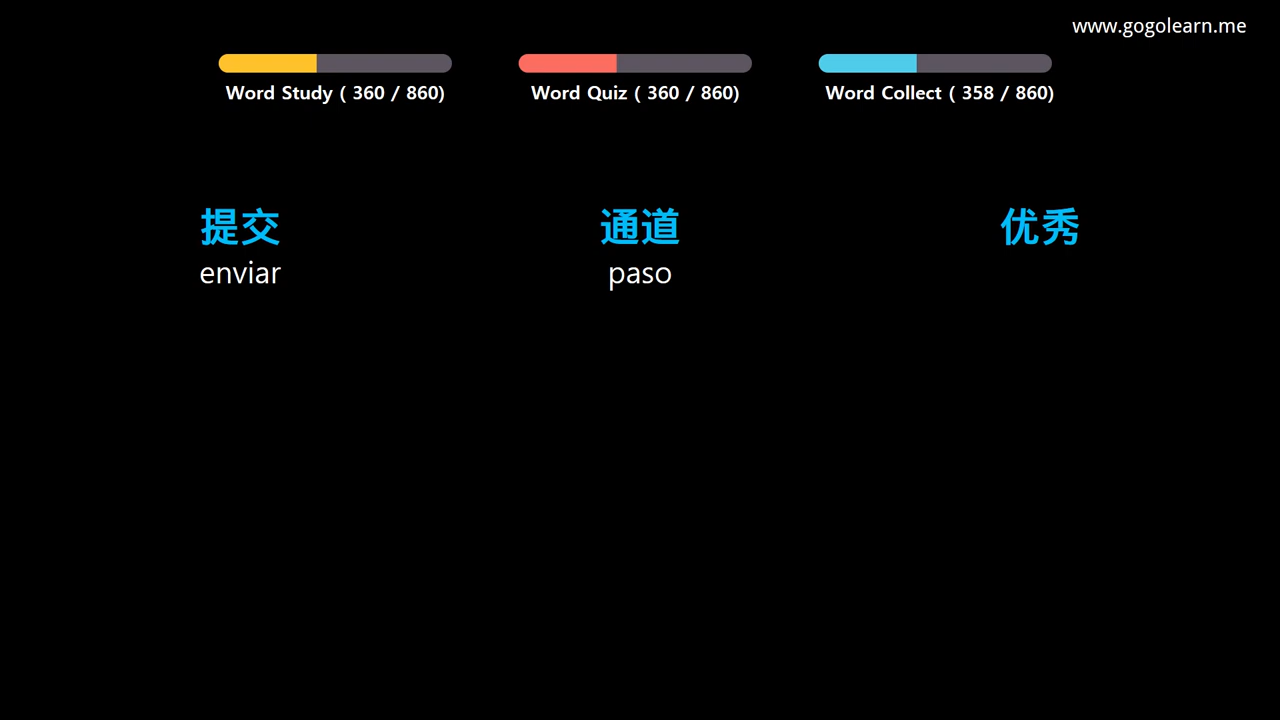 www.gogolearn.me
Word Study ( 360 / 860)
Word Quiz ( 360 / 860)
Word Collect ( 358 / 860)
提交
通道
优秀
enviar
paso